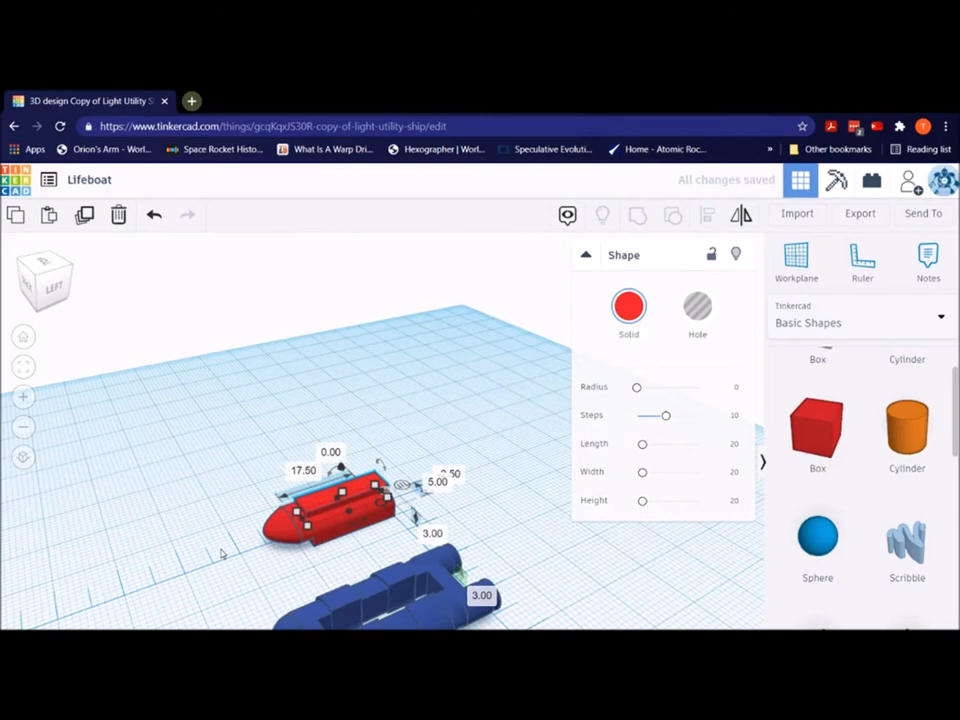 3D design Copy of Light Utility S
https://www.tinkercad.com/things/gcqKqxJS30R-copy-of-light-utility-ship/edit
Apps Orion's Arm - Worl... Space Rocket Histo... What Is A Warp Dri... Hexographer | Worl... Speculative Evoluti... Home - Atomic Roc... » Other bookmarks Reading list
TIN
KER
CAD
Lifeboat
All changes saved
Import Export Send To
LEFT
Shape
Solid Hole
Radius 0
Steps 10
Length 20
Width 20
Height 20
Workplane Ruler Notes
Tinkercad
Basic Shapes
Box Cylinder
Box Cylinder
Sphere Scribble
0.00
17.50
5.00
3.00
3.00